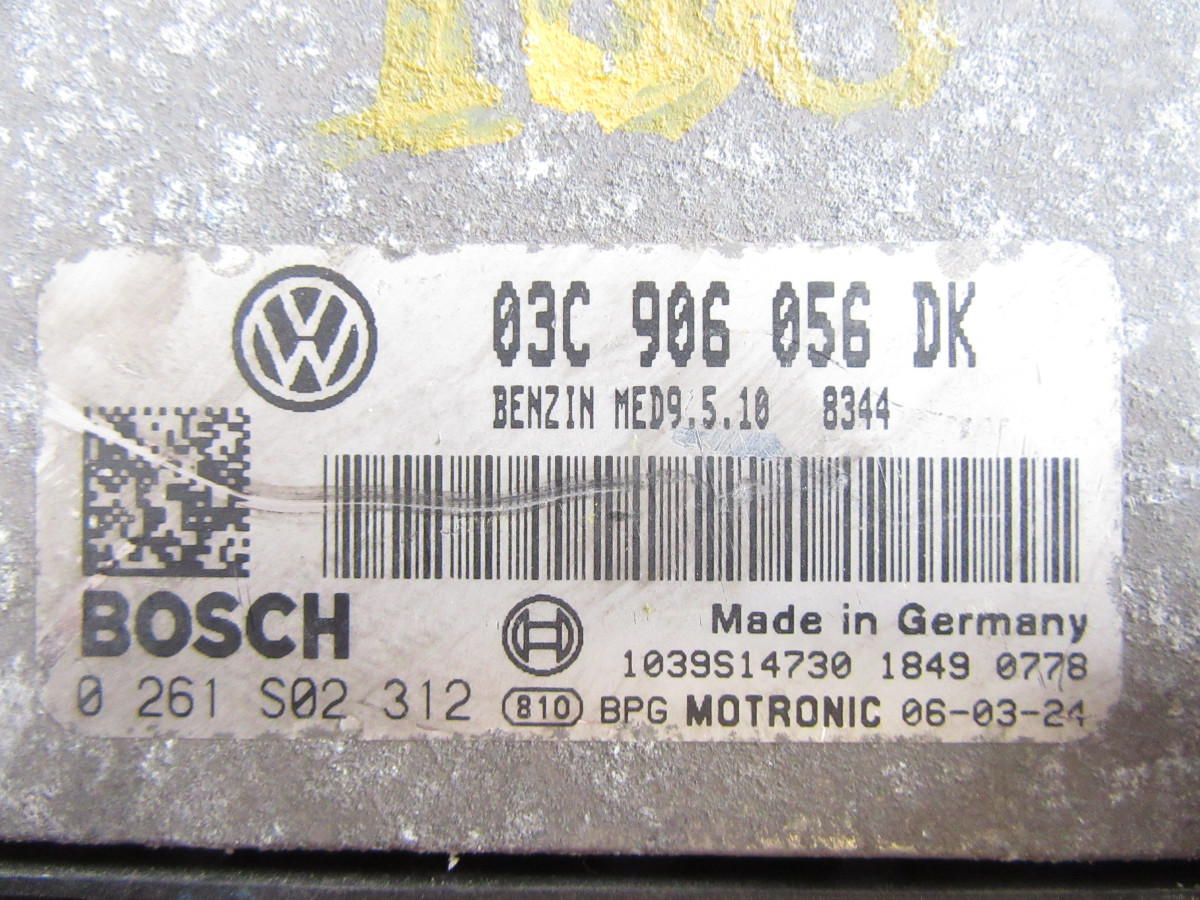 03C 906 056 DK
BENZIN MED9.5.10 8344
BOSCH
Made in Germany
1039S14730 1849 0778
0 261 S02 312
810 BPG MOTRONIC 06-03-24